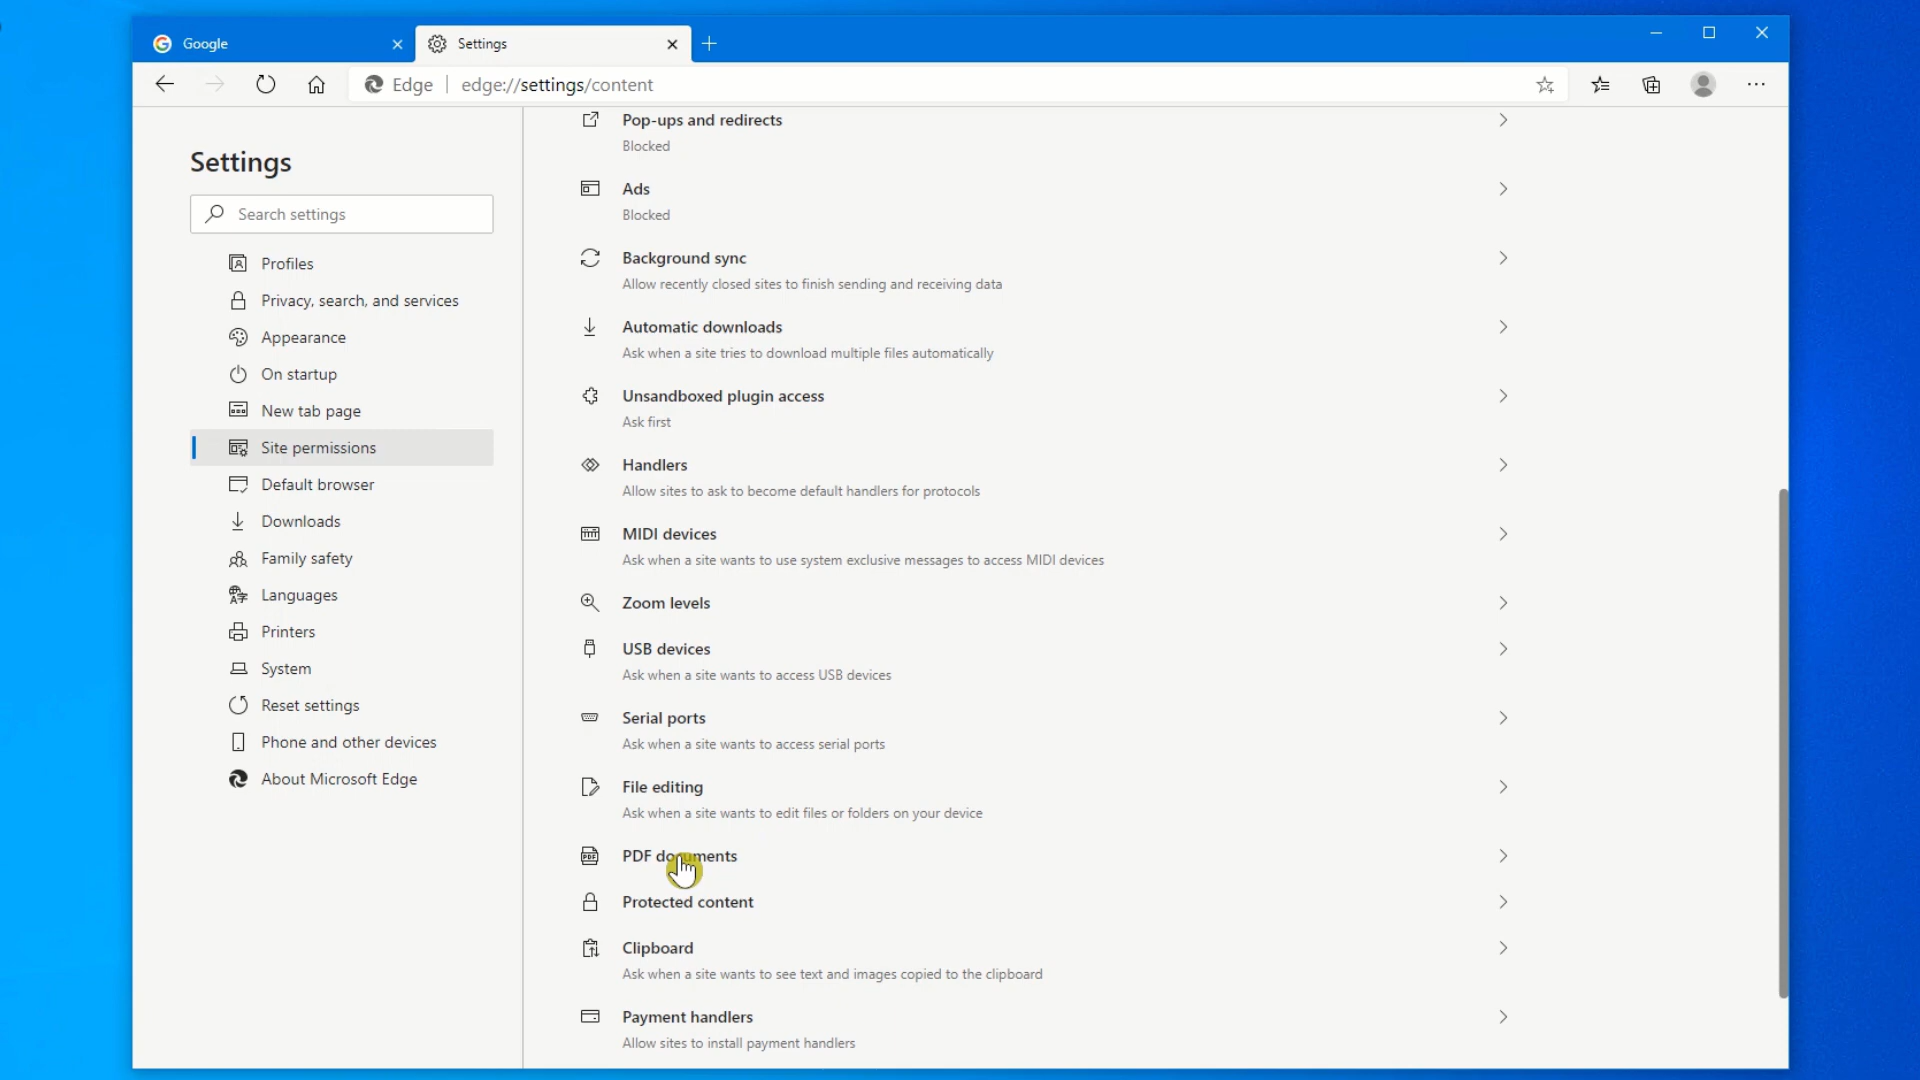 Google
Settings
Edge
edge://settings/content
Settings
Search settings
Profiles
Privacy, search, and services
Appearance
On startup
New tab page
Site permissions
Default browser
Downloads
Family safety
Languages
Printers
System
Reset settings
Phone and other devices
About Microsoft Edge
Pop-ups and redirects
Blocked
Ads
Blocked
Background sync
Allow recently closed sites to finish sending and receiving data
Automatic downloads
Ask when a site tries to download multiple files automatically
Unsandboxed plugin access
Ask first
Handlers
Allow sites to ask to become default handlers for protocols
MIDI devices
Ask when a site wants to use system exclusive messages to access MIDI devices
Zoom levels
USB devices
Ask when a site wants to access USB devices
Serial ports
Ask when a site wants to access serial ports
File editing
Ask when a site wants to edit files or folders on your device
PDF documents
Protected content
Clipboard
Ask when a site wants to see text and images copied to the clipboard
Payment handlers
Allow sites to install payment handlers